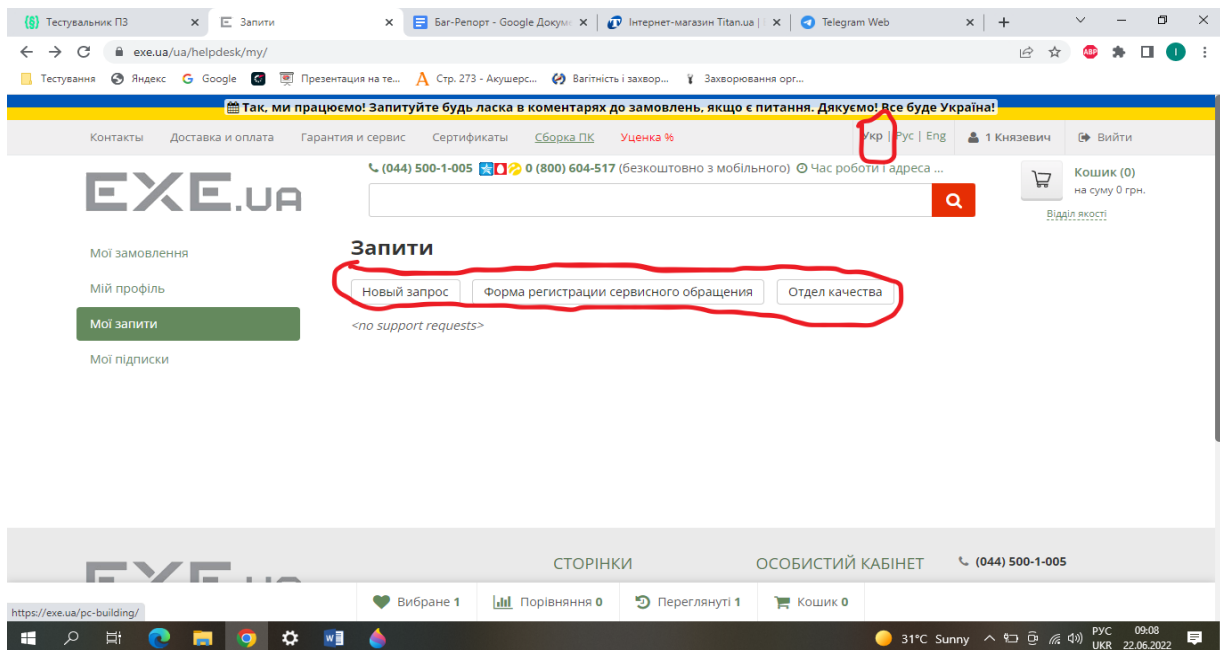 Тестувальник ПЗ
Запити
Баг-Репорт - Google Докуме
Інтернет-магазин Titan.ua |
Telegram Web
exe.ua/ua/helpdesk/my/
Тестування
Яндекс
Google
Презентация на те...
Стр. 273 - Акушерс...
Вагітність і захвор...
Захворювання орг...
Так, ми працюємо! Запитуйте будь ласка в коментарях до замовлень, якщо є питання. Дякуємо! Все буде Україна!
Контакты Доставка и оплата Гарантия и сервис Сертификаты Сборка ПК Уценка % Укр | Рус | Eng 1 Князевич Вийти
(044) 500-1-005 0 (800) 604-517 (безкоштовно з мобільного) Час роботи і адреса ...
EXE.UA
Кошик (0)
на суму 0 грн.
Відділ якості
Мої замовлення
Мій профіль
Мої запити
Мої підписки
Запити
Новый запрос Форма регистрации сервисного обращения Отдел качества
<no support requests>
EXE.UA
СТОРІНКИ ОСОБИСТИЙ КАБІНЕТ (044) 500-1-005
Вибране 1 Порівняння 0 Переглянуті 1 Кошик 0
https://exe.ua/pc-building/
31°C Sunny
РУС
UKR
09:08
22.06.2022